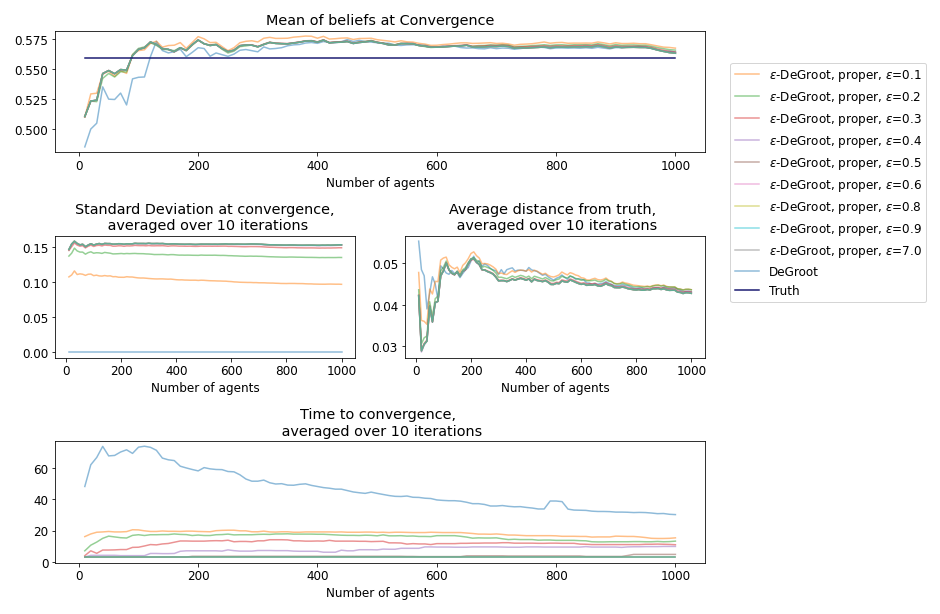 Mean of beliefs at Convergence
0.575
0.550
0.525
0.500
0 200 400 600 800 1000
Number of agents
Standard Deviation at convergence,
averaged over 10 iterations
0.15
0.10
0.05
0.00
0 200 400 600 800 1000
Number of agents
Average distance from truth,
averaged over 10 iterations
0.05
0.04
0.03
0 200 400 600 800 1000
Number of agents
Time to convergence,
averaged over 10 iterations
60
40
20
0
0 200 400 600 800 1000
Number of agents
ε-DeGroot, proper, ε=0.1
ε-DeGroot, proper, ε=0.2
ε-DeGroot, proper, ε=0.3
ε-DeGroot, proper, ε=0.4
ε-DeGroot, proper, ε=0.5
ε-DeGroot, proper, ε=0.6
ε-DeGroot, proper, ε=0.8
ε-DeGroot, proper, ε=0.9
ε-DeGroot, proper, ε=7.0
DeGroot
Truth